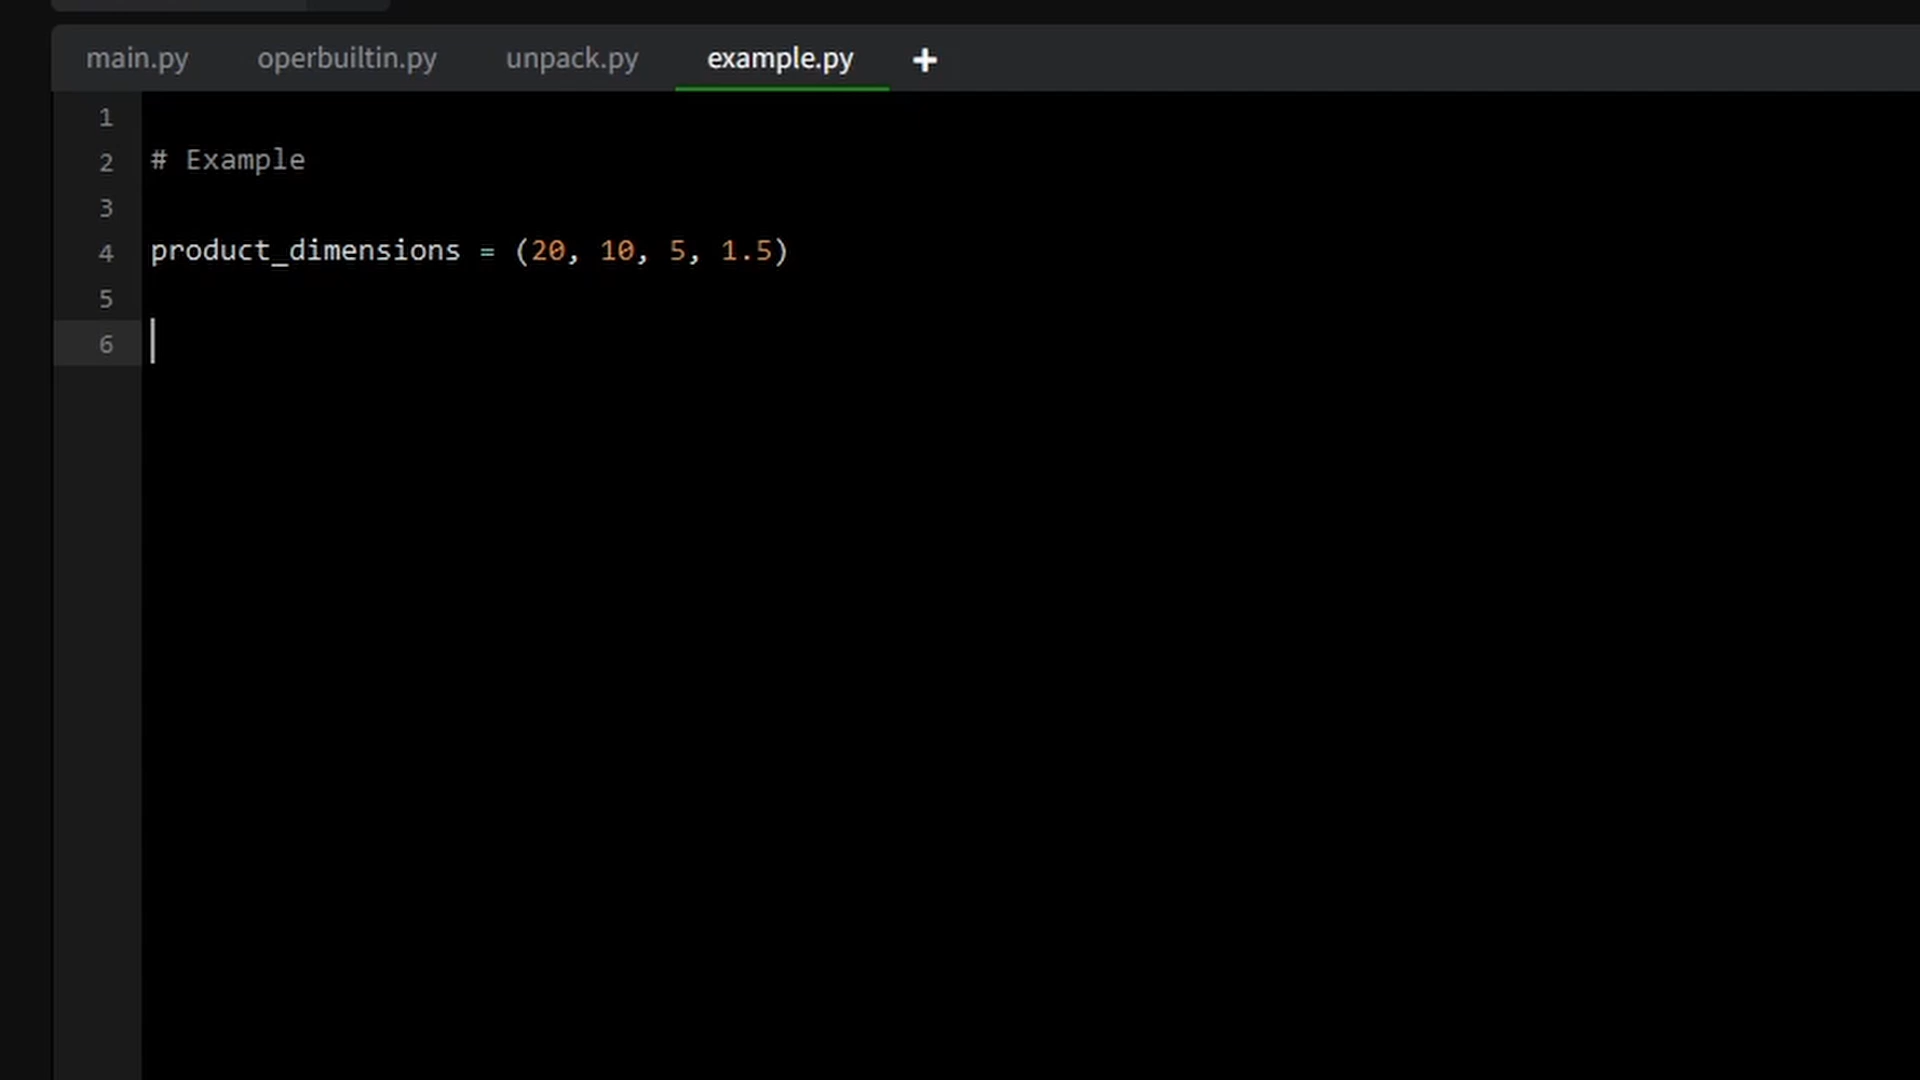 main.py operbuiltin.py unpack.py example.py +
1
2 # Example
3
4 product_dimensions = (20, 10, 5, 1.5)
5
6